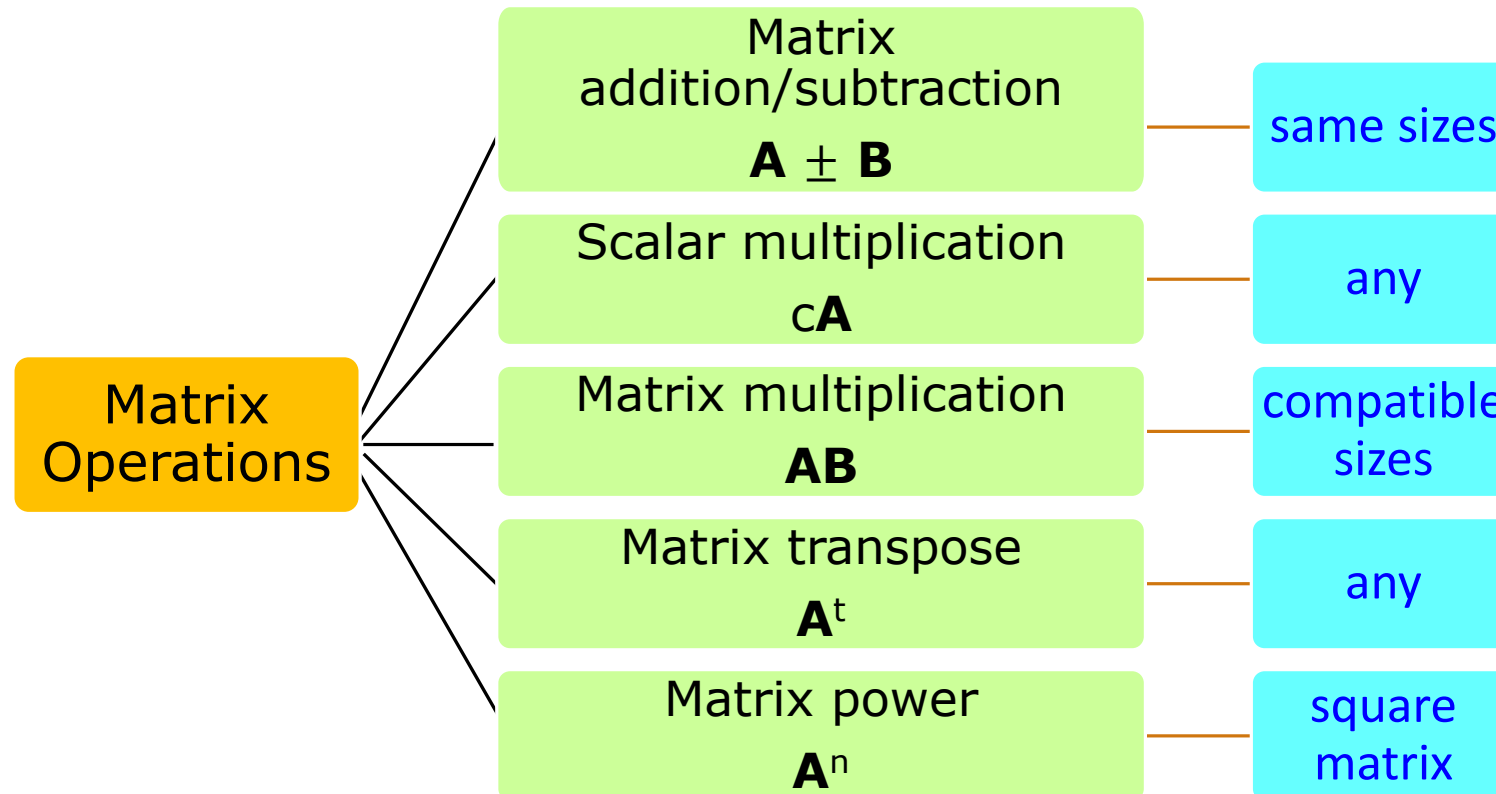 Matrix
Operations
Matrix
addition/subtraction
A ± B
same sizes
Scalar multiplication
cA
any
Matrix multiplication
AB
compatible
sizes
Matrix transpose
Aᵗ
any
Matrix power
Aⁿ
square
matrix